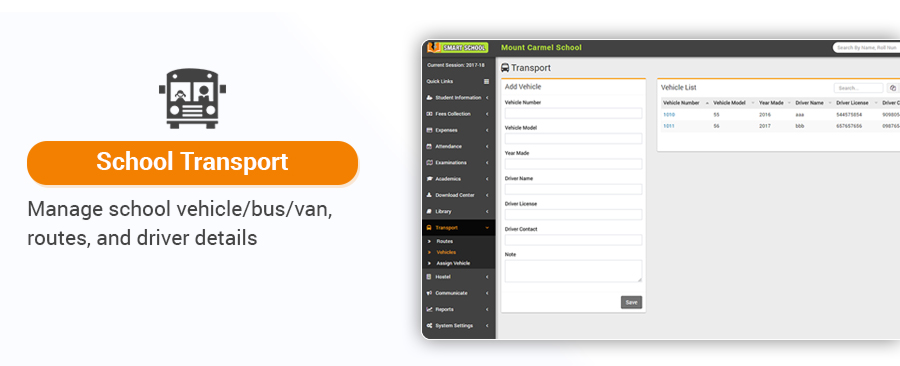 School Transport
Manage school vehicle/bus/van,
routes, and driver details
SMART SCHOOL
Mount Carmel School
Search By Name, Roll Num
Current Session: 2017-18
Quick Links
Student Information
Fees Collection
Expenses
Attendance
Examinations
Academics
Download Center
Library
Transport
Routes
Vehicles
Assign Vehicle
Hostel
Communicate
Reports
System Settings
Transport
Add Vehicle
Vehicle Number
Vehicle Model
Year Made
Driver Name
Driver License
Driver Contact
Note
Save
Vehicle List
Search...
Vehicle Number Vehicle Model Year Made Driver Name Driver License Driver C
1010 55 2016 aaa 544575854 909805
1011 56 2017 bbb 657657656 098765